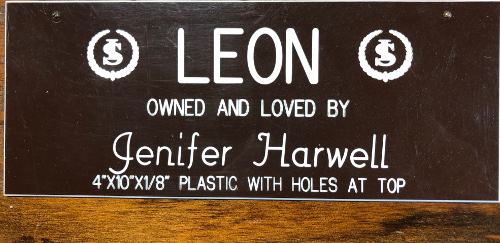 LEON
OWNED AND LOVED BY
Jenifer Harwell
4"X10"X1/8" PLASTIC WITH HOLES AT TOP